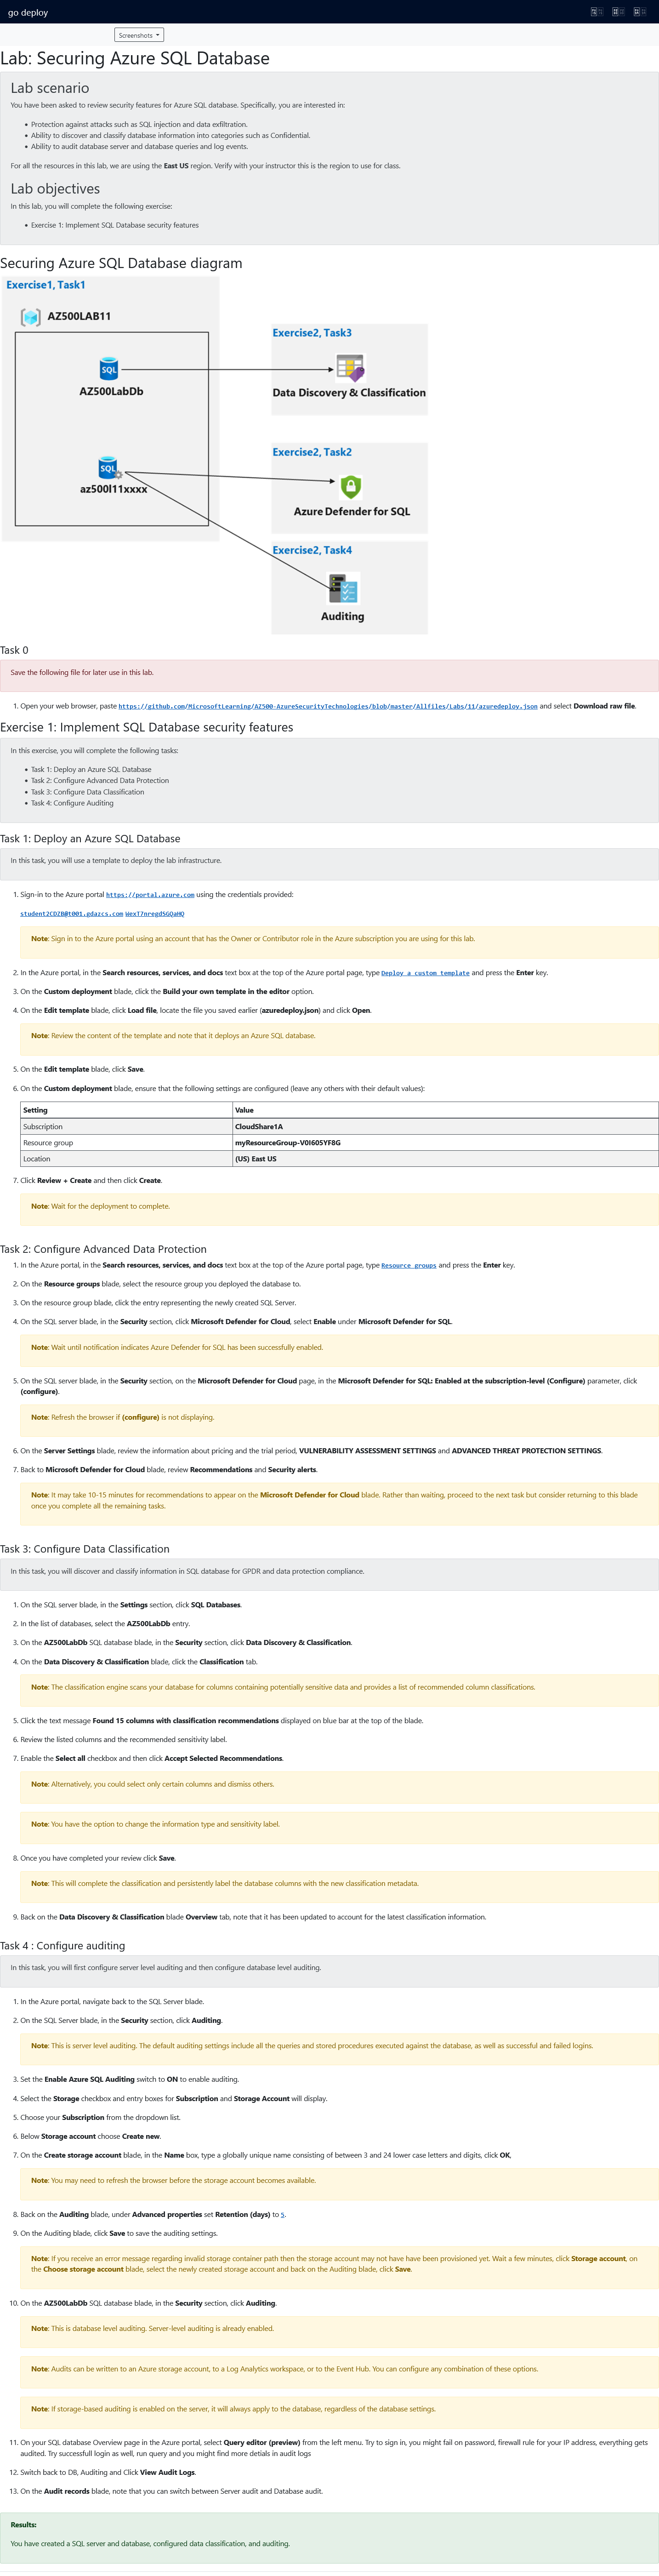 go deploy
Screenshots
Lab: Securing Azure SQL Database
Lab scenario
You have been asked to review security features for Azure SQL database. Specifically, you are interested in:
• Protection against attacks such as SQL injection and data exfiltration.
• Ability to discover and classify database information into categories such as Confidential.
• Ability to audit database server and database queries and log events.
For all the resources in this lab, we are using the East US region. Verify with your instructor this is the region to use for class.
Lab objectives
In this lab, you will complete the following exercise:
• Exercise 1: Implement SQL Database security features
Securing Azure SQL Database diagram
Exercise1, Task1
AZ500LAB11
SQL
AZ500LabDb
SQL
az500l11xxxx
Exercise2, Task3
Data Discovery & Classification
Exercise2, Task2
Azure Defender for SQL
Exercise2, Task4
Auditing
Task 0
Save the following file for later use in this lab.
1. Open your web browser, paste https://github.com/MicrosoftLearning/AZ500-AzureSecurityTechnologies/blob/master/Allfiles/Labs/11/azuredeploy.json and select Download raw file.
Exercise 1: Implement SQL Database security features
In this exercise, you will complete the following tasks:
• Task 1: Deploy an Azure SQL Database
• Task 2: Configure Advanced Data Protection
• Task 3: Configure Data Classification
• Task 4: Configure Auditing
Task 1: Deploy an Azure SQL Database
In this task, you will use a template to deploy the lab infrastructure.
1. Sign-in to the Azure portal https://portal.azure.com using the credentials provided:
Note: Sign in to the Azure portal using an account that has the Owner or Contributor role in the Azure subscription you are using for this lab.
2. In the Azure portal, in the Search resources, services, and docs text box at the top of the Azure portal page, type Deploy a custom template and press the Enter key.
3. On the Custom deployment blade, click the Build your own template in the editor option.
4. On the Edit template blade, click Load file, locate the file you saved earlier (azuredeploy.json) and click Open.
Note: Review the content of the template and note that it deploys an Azure SQL database.
5. On the Edit template blade, click Save.
6. On the Custom deployment blade, ensure that the following settings are configured (leave any others with their default values):
Setting Value
Subscription CloudShare1A
Resource group myResourceGroup-V0I605YF8G
Location (US) East US
7. Click Review + Create and then click Create.
Note: Wait for the deployment to complete.
Task 2: Configure Advanced Data Protection
1. In the Azure portal, in the Search resources, services, and docs text box at the top of the Azure portal page, type Resource groups and press the Enter key.
2. On the Resource groups blade, select the resource group you deployed the database to.
3. On the resource group blade, click the entry representing the newly created SQL Server.
4. On the SQL server blade, in the Security section, click Microsoft Defender for Cloud, select Enable under Microsoft Defender for SQL.
Note: Wait until notification indicates Azure Defender for SQL has been successfully enabled.
5. On the SQL server blade, in the Security section, on the Microsoft Defender for Cloud page, in the Microsoft Defender for SQL: Enabled at the subscription-level (Configure) parameter, click
(configure).
Note: Refresh the browser if (configure) is not displaying.
6. On the Server Settings blade, review the information about pricing and the trial period, VULNERABILITY ASSESSMENT SETTINGS and ADVANCED THREAT PROTECTION SETTINGS.
7. Back to Microsoft Defender for Cloud blade, review Recommendations and Security alerts.
Note: It may take 10-15 minutes for recommendations to appear on the Microsoft Defender for Cloud blade. Rather than waiting, proceed to the next task but consider returning to this blade
once you complete all the remaining tasks.
Task 3: Configure Data Classification
In this task, you will discover and classify information in SQL database for GPDR and data protection compliance.
1. On the SQL server blade, in the Settings section, click SQL Databases.
2. In the list of databases, select the AZ500LabDb entry.
3. On the AZ500LabDb SQL database blade, in the Security section, click Data Discovery & Classification.
4. On the Data Discovery & Classification blade, click the Classification tab.
Note: The classification engine scans your database for columns containing potentially sensitive data and provides a list of recommended column classifications.
5. Click the text message Found 15 columns with classification recommendations displayed on blue bar at the top of the blade.
6. Review the listed columns and the recommended sensitivity label.
7. Enable the Select all checkbox and then click Accept Selected Recommendations.
Note: Alternatively, you could select only certain columns and dismiss others.
Note: You have the option to change the information type and sensitivity label.
8. Once you have completed your review click Save.
Note: This will complete the classification and persistently label the database columns with the new classification metadata.
9. Back on the Data Discovery & Classification blade Overview tab, note that it has been updated to account for the latest classification information.
Task 4 : Configure auditing
In this task, you will first configure server level auditing and then configure database level auditing.
1. In the Azure portal, navigate back to the SQL Server blade.
2. On the SQL Server blade, in the Security section, click Auditing.
Note: This is server level auditing. The default auditing settings include all the queries and stored procedures executed against the database, as well as successful and failed logins.
3. Set the Enable Azure SQL Auditing switch to ON to enable auditing.
4. Select the Storage checkbox and entry boxes for Subscription and Storage Account will display.
5. Choose your Subscription from the dropdown list.
6. Below Storage account choose Create new.
7. On the Create storage account blade, in the Name box, type a globally unique name consisting of between 3 and 24 lower case letters and digits, click OK,
Note: You may need to refresh the browser before the storage account becomes available.
8. Back on the Auditing blade, under Advanced properties set Retention (days) to 5.
9. On the Auditing blade, click Save to save the auditing settings.
Note: If you receive an error message regarding invalid storage container path then the storage account may not have have been provisioned yet. Wait a few minutes, click Storage account, on
the Choose storage account blade, select the newly created storage account and back on the Auditing blade, click Save.
10. On the AZ500LabDb SQL database blade, in the Security section, click Auditing.
Note: This is database level auditing. Server-level auditing is already enabled.
Note: Audits can be written to an Azure storage account, to a Log Analytics workspace, or to the Event Hub. You can configure any combination of these options.
Note: If storage-based auditing is enabled on the server, it will always apply to the database, regardless of the database settings.
11. On your SQL database Overview page in the Azure portal, select Query editor (preview) from the left menu. Try to sign in, you might fail on password, firewall rule for your IP address, everything gets
audited. Try successfull login as well, run query and you might find more detials in audit logs
12. Switch back to DB, Auditing and Click View Audit Logs.
13. On the Audit records blade, note that you can switch between Server audit and Database audit.
Results:
You have created a SQL server and database, configured data classification, and auditing.